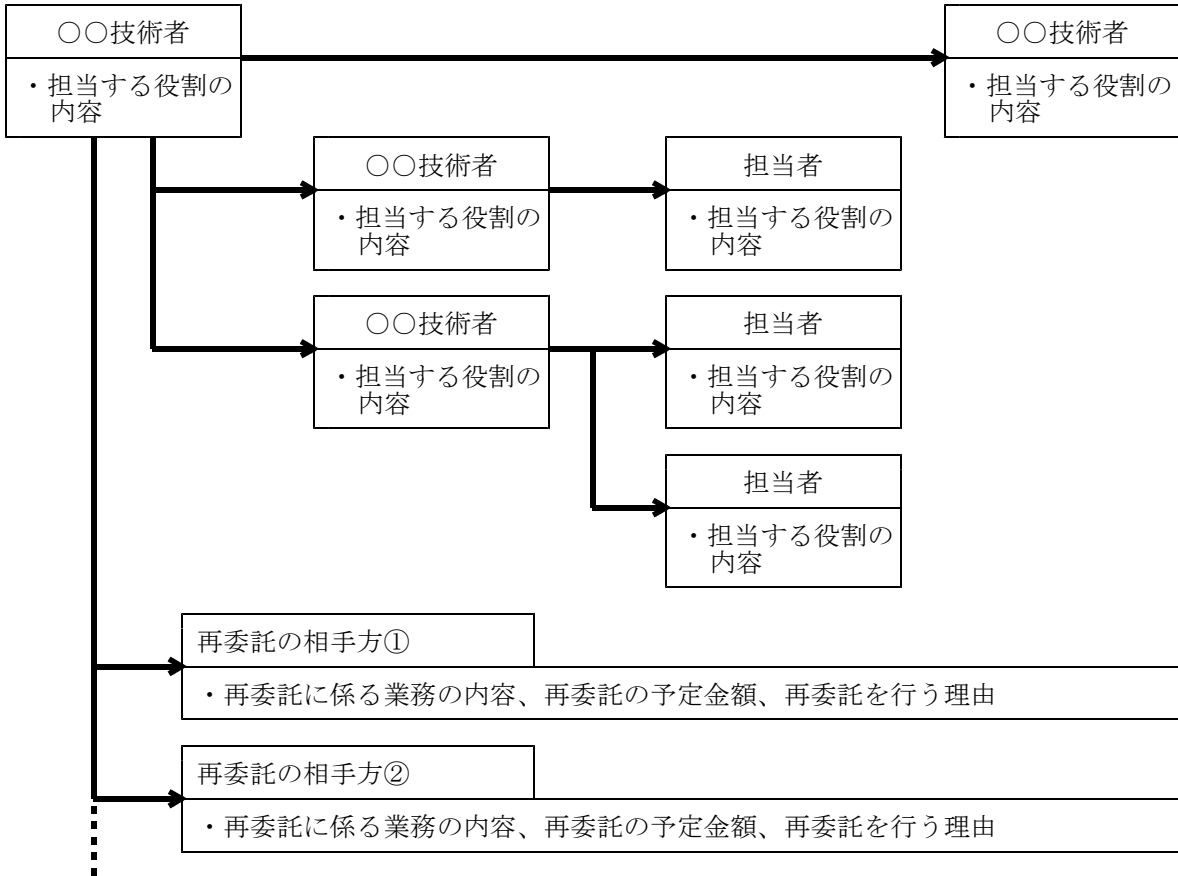 〇〇技術者
・担当する役割の
内容
〇〇技術者
・担当する役割の
内容
〇〇技術者
・担当する役割の
内容
担当者
・担当する役割の
内容
〇〇技術者
・担当する役割の
内容
担当者
・担当する役割の
内容
担当者
・担当する役割の
内容
再委託の相手方①
・再委託に係る業務の内容、再委託の予定金額、再委託を行う理由
再委託の相手方②
・再委託に係る業務の内容、再委託の予定金額、再委託を行う理由